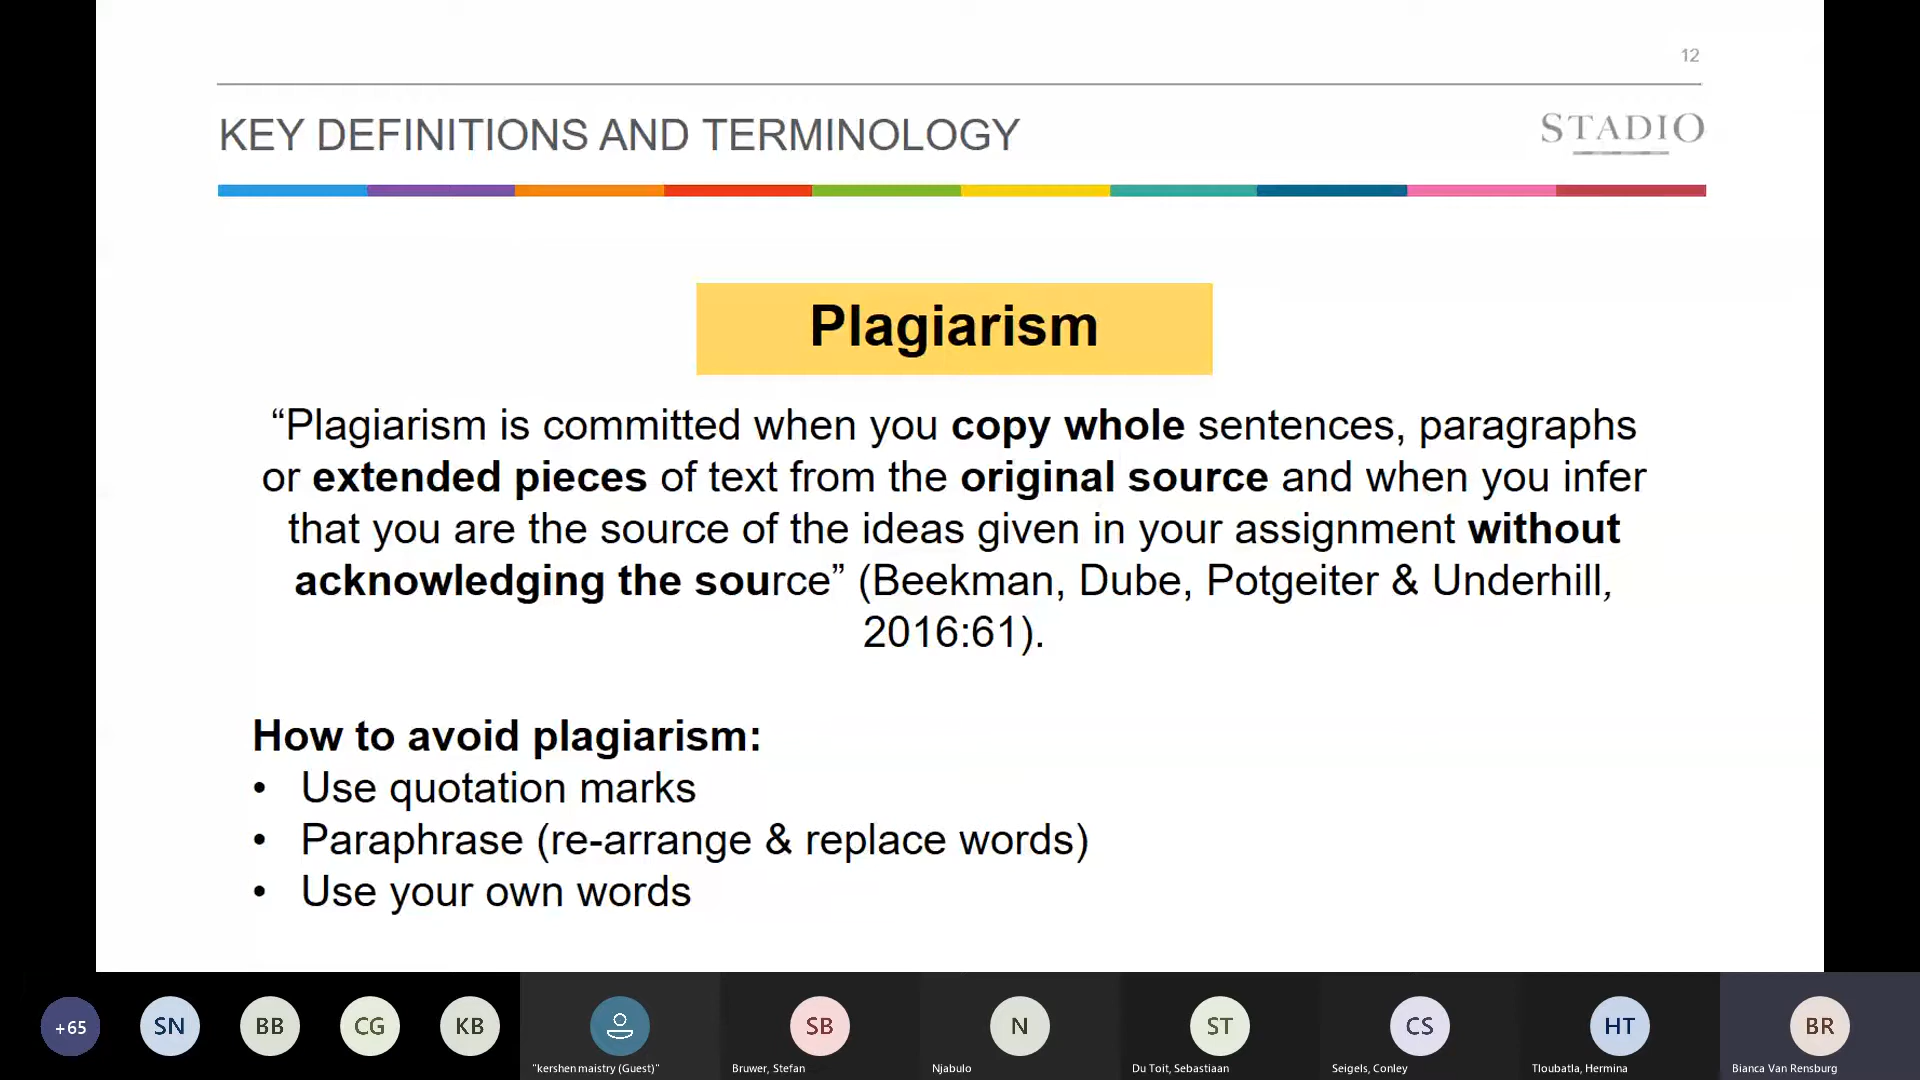 12
KEY DEFINITIONS AND TERMINOLOGY
STADIO
Plagiarism
“Plagiarism is committed when you copy whole sentences, paragraphs
or extended pieces of text from the original source and when you infer
that you are the source of the ideas given in your assignment without
acknowledging the source” (Beekman, Dube, Potgeiter & Underhill,
2016:61).
How to avoid plagiarism:
• Use quotation marks
• Paraphrase (re-arrange & replace words)
• Use your own words
+65
SN
BB
CG
KB
"kershen maistry (Guest)"
SB
Bruwer, Stefan
N
Njabulo
ST
Du Toit, Sebastiaan
CS
Seigels, Conley
HT
Tloubatla, Hermina
BR
Bianca Van Rensburg